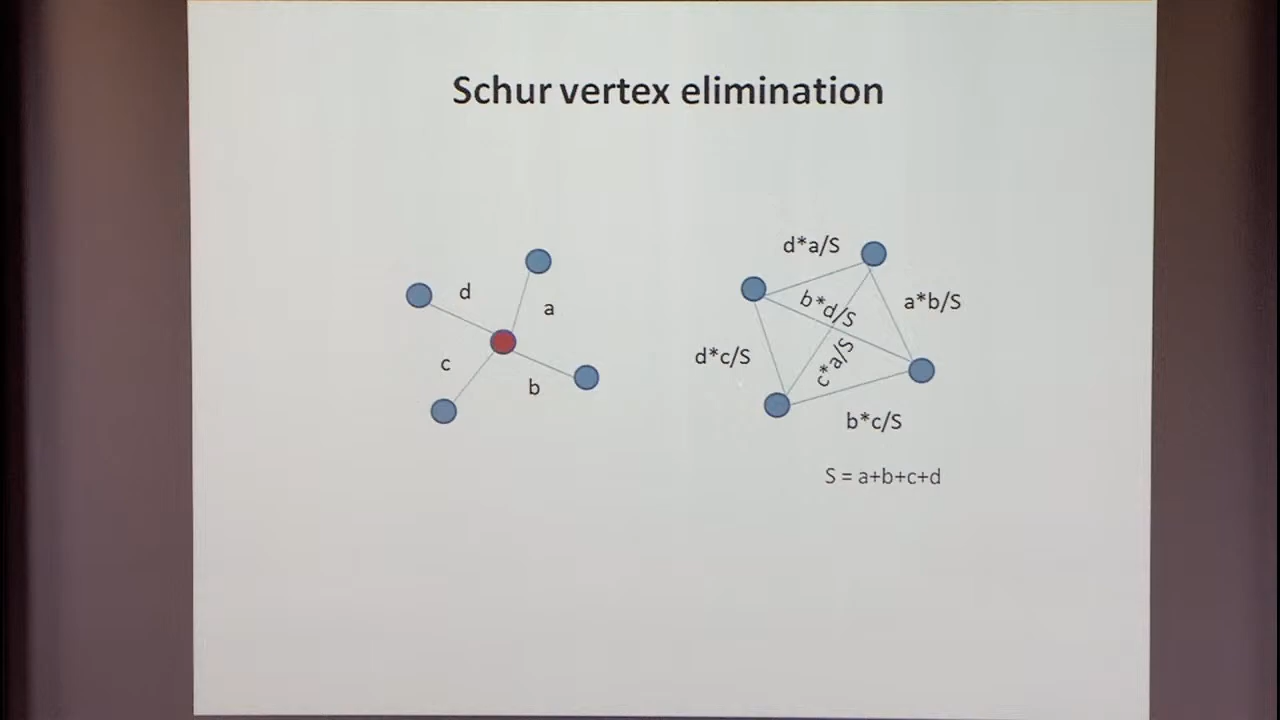 Schur vertex elimination
d
a
c
b
d*a/S
b*d/S
a*b/S
d*c/S
c*a/S
b*c/S
S = a+b+c+d